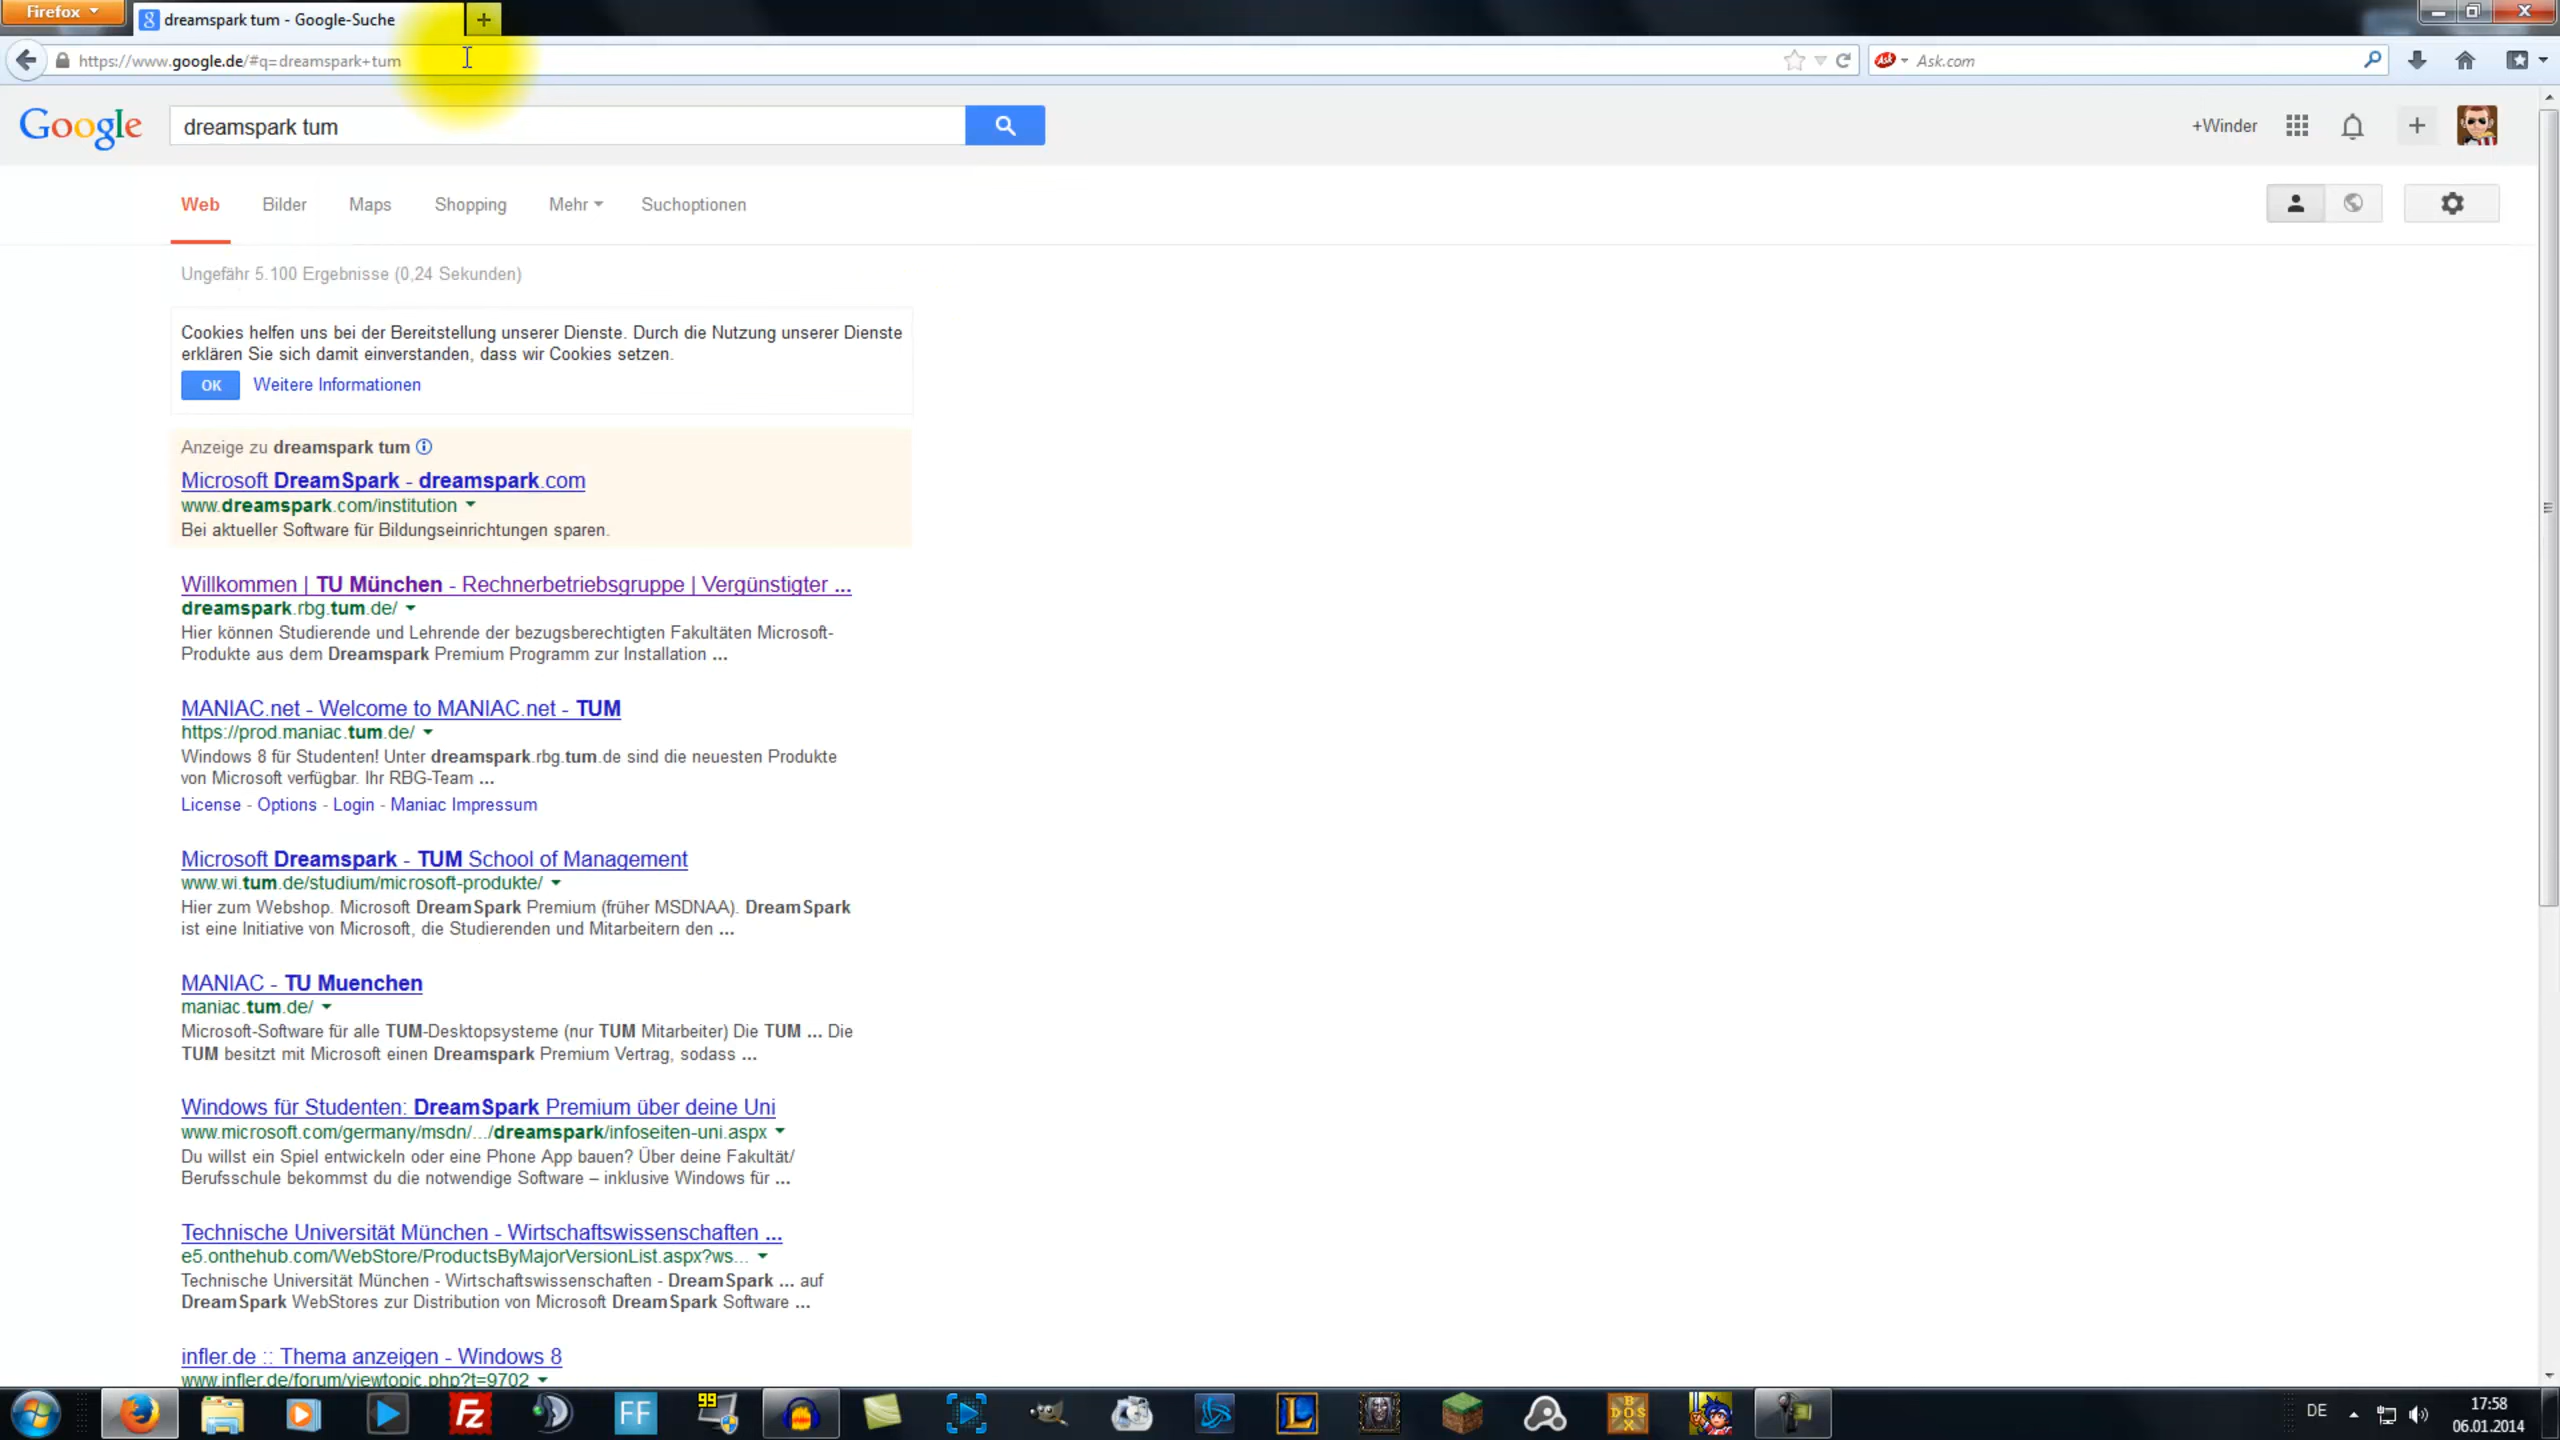 Firefox
dreamspark tum - Google-Suche
https://www.google.de/#q=dreamspark+tum
Ask.com
Google
dreamspark tum
+Winder
Web Bilder Maps Shopping Mehr Suchoptionen
Ungefähr 5.100 Ergebnisse (0,24 Sekunden)
Cookies helfen uns bei der Bereitstellung unserer Dienste. Durch die Nutzung unserer Dienste
erklären Sie sich damit einverstanden, dass wir Cookies setzen.
OK Weitere Informationen
Anzeige zu dreamspark tum
Microsoft DreamSpark - dreamspark.com
www.dreamspark.com/institution
Bei aktueller Software für Bildungseinrichtungen sparen.
Willkommen | TU München - Rechnerbetriebsgruppe | Vergünstigter ...
dreamspark.rbg.tum.de/
Hier können Studierende und Lehrende der bezugsberechtigten Fakultäten Microsoft-
Produkte aus dem Dreamspark Premium Programm zur Installation ...
MANIAC.net - Welcome to MANIAC.net - TUM
https://prod.maniac.tum.de/
Windows 8 für Studenten! Unter dreamspark.rbg.tum.de sind die neuesten Produkte
von Microsoft verfügbar. Ihr RBG-Team ...
License - Options - Login - Maniac Impressum
Microsoft Dreamspark - TUM School of Management
www.wi.tum.de/studium/microsoft-produkte/
Hier zum Webshop. Microsoft DreamSpark Premium (früher MSDNAA). DreamSpark
ist eine Initiative von Microsoft, die Studierenden und Mitarbeitern den ...
MANIAC - TU Muenchen
maniac.tum.de/
Microsoft-Software für alle TUM-Desktopsysteme (nur TUM Mitarbeiter) Die TUM ... Die
TUM besitzt mit Microsoft einen Dreamspark Premium Vertrag, sodass ...
Windows für Studenten: DreamSpark Premium über deine Uni
www.microsoft.com/germany/msdn/.../dreamspark/infoseiten-uni.aspx
Du willst ein Spiel entwickeln oder eine Phone App bauen? Über deine Fakultät/
Berufsschule bekommst du die notwendige Software – inklusive Windows für ...
Technische Universität München - Wirtschaftswissenschaften ...
e5.onthehub.com/WebStore/ProductsByMajorVersionList.aspx?ws...
Technische Universität München - Wirtschaftswissenschaften - DreamSpark ... auf
DreamSpark WebStores zur Distribution von Microsoft DreamSpark Software ...
infler.de :: Thema anzeigen - Windows 8
www.infler.de/forum/viewtopic.php?t=9702
FF
99
DOS
DE
17:58
06.01.2014